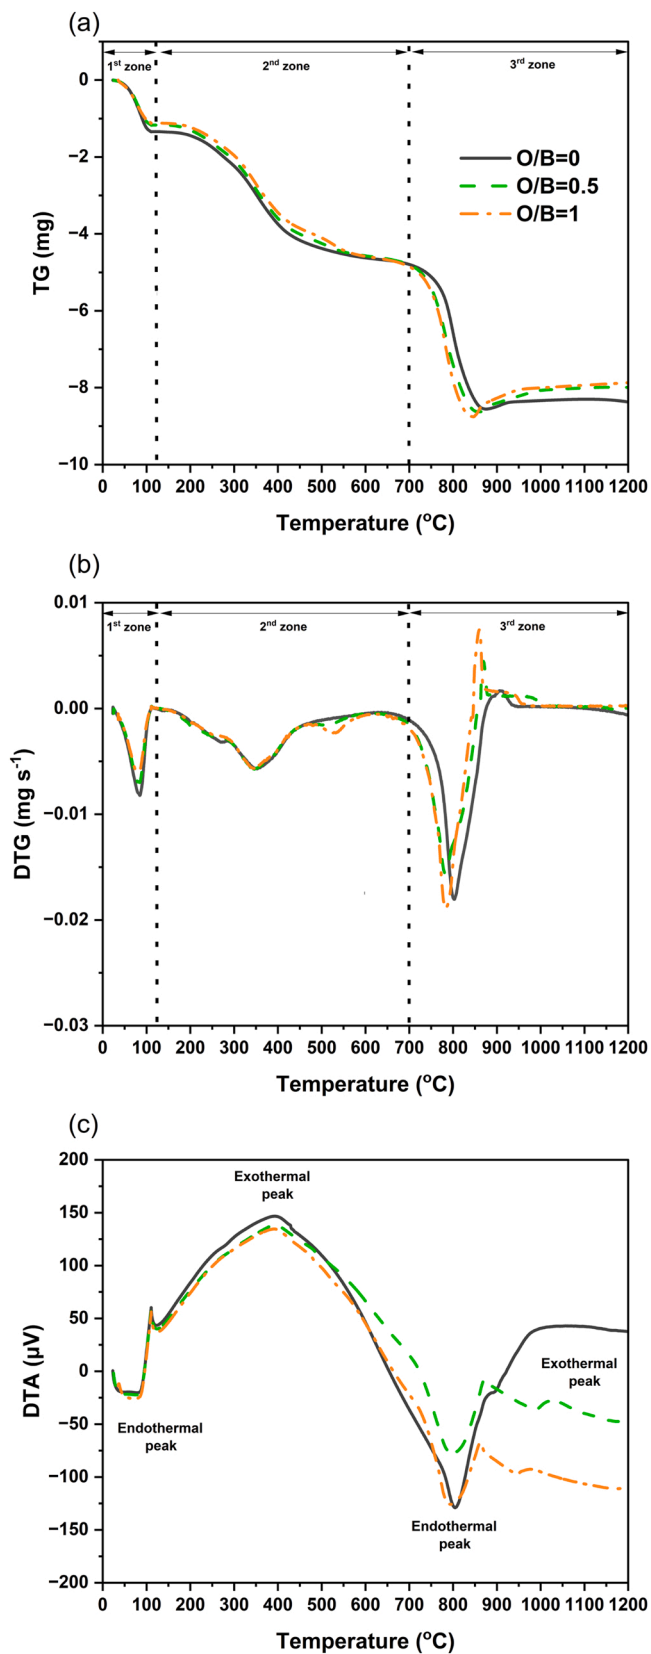 (a)
1st zone
2nd zone
3rd zone
0
−2
−4
−6
−8
−10
TG (mg)
O/B=0
O/B=0.5
O/B=1
0 100 200 300 400 500 600 700 800 900 1000 1100 1200
Temperature (oC)
(b)
1st zone
2nd zone
3rd zone
0.01
0.00
−0.01
−0.02
−0.03
DTG (mg s-1)
0 100 200 300 400 500 600 700 800 900 1000 1100 1200
Temperature (oC)
(c)
200
150
100
50
0
−50
−100
−150
−200
DTA (µV)
Exothermal
peak
Endothermal
peak
Exothermal
peak
Endothermal
peak
0 100 200 300 400 500 600 700 800 900 1000 1100 1200
Temperature (oC)